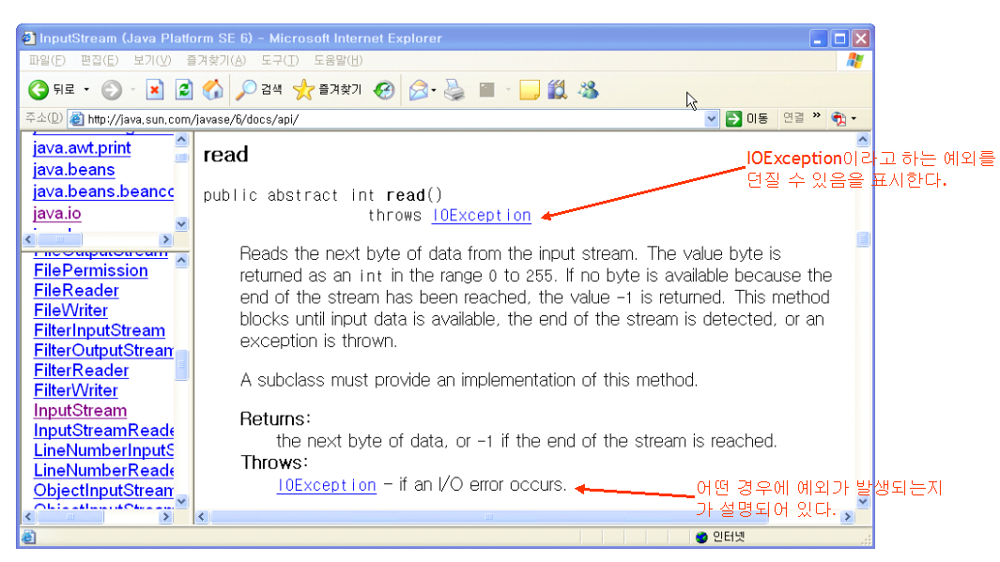 InputStream (Java Platform SE 6) - Microsoft Internet Explorer
파일(F) 편집(E) 보기(V) 즐겨찾기(A) 도구(T) 도움말(H)
뒤로 검색 즐겨찾기
주소(D) http://java.sun.com/javase/6/docs/api/ 이동 연결 »
java.awt.print
java.beans
java.beans.beancc
java.io
FileOutputStream
FilePermission
FileReader
FileWriter
FilterInputStream
FilterOutputStream
FilterReader
FilterWriter
InputStream
InputStreamReade
LineNumberInputS
LineNumberReade
ObjectInputStream
read
public abstract int read()
throws IOException
IOException이라고 하는 예외를
던질 수 있음을 표시한다.
Reads the next byte of data from the input stream. The value byte is
returned as an int in the range 0 to 255. If no byte is available because the
end of the stream has been reached, the value -1 is returned. This method
blocks until input data is available, the end of the stream is detected, or an
exception is thrown.
A subclass must provide an implementation of this method.
Returns:
the next byte of data, or -1 if the end of the stream is reached.
Throws:
IOException - if an I/O error occurs.
어떤 경우에 예외가 발생되는지
가 설명되어 있다.
인터넷